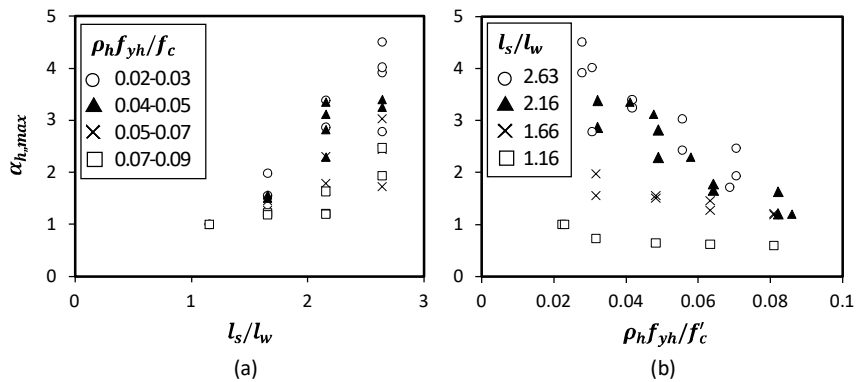 5
4
3
2
1
0
α_{h,max}
ρ_h f_{yh}/f_c
0.02-0.03
0.04-0.05
0.05-0.07
0.07-0.09
0 1 2 3
l_s/l_w
(a)
5
4
3
2
1
0
l_s/l_w
2.63
2.16
1.66
1.16
0 0.02 0.04 0.06 0.08 0.1
ρ_h f_{yh}/f'_c
(b)